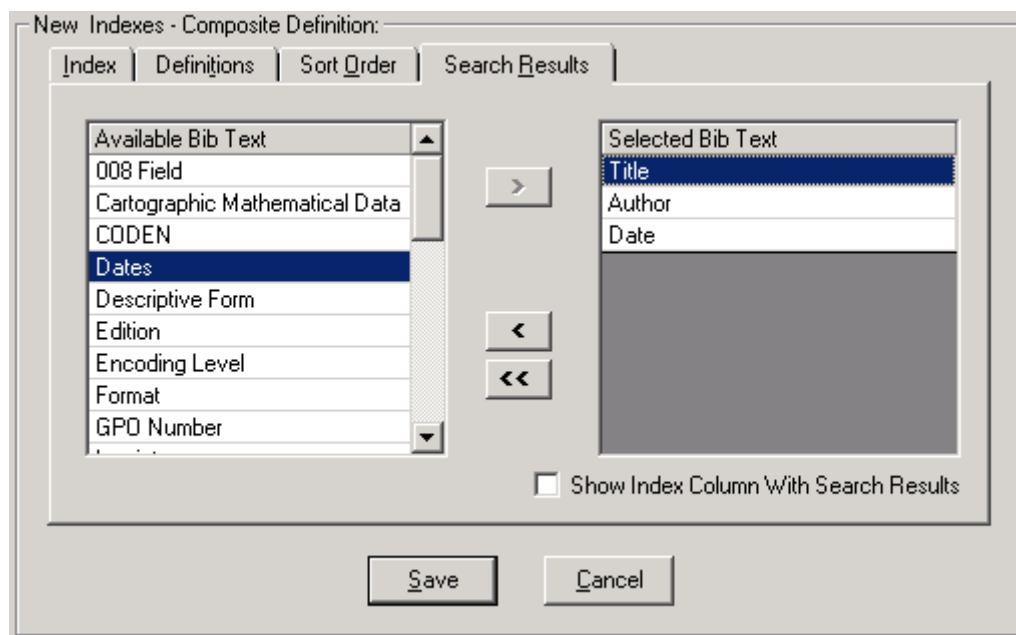 New Indexes - Composite Definition:
Index Definitions Sort Order Search Results
Available Bib Text
008 Field
Cartographic Mathematical Data
CODEN
Dates
Descriptive Form
Edition
Encoding Level
Format
GPO Number
>
<
<<
Selected Bib Text
Title
Author
Date
Show Index Column With Search Results
Save Cancel